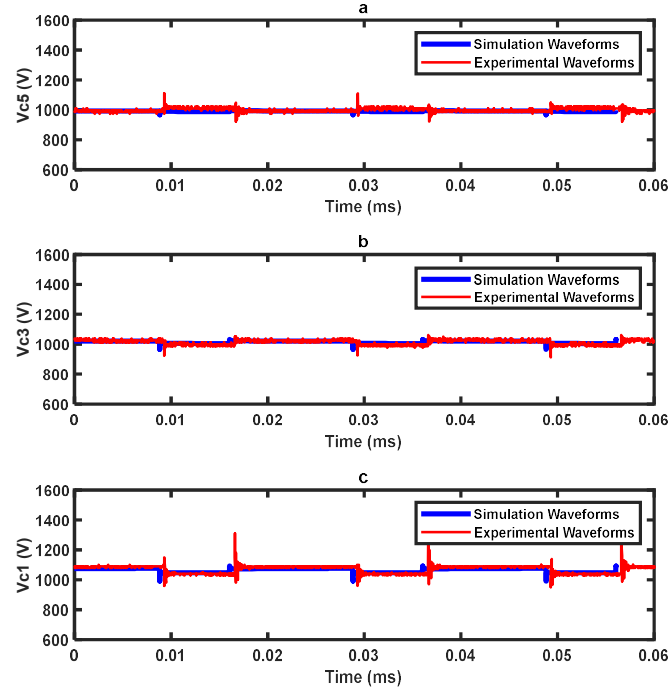 a
1600
1400
1200
1000
800
600
Vc5 (V)
Simulation Waveforms
Experimental Waveforms
0 0.01 0.02 0.03 0.04 0.05 0.06
Time (ms)
b
1600
1400
1200
1000
800
600
Vc3 (V)
Simulation Waveforms
Experimental Waveforms
0 0.01 0.02 0.03 0.04 0.05 0.06
Time (ms)
c
1600
1400
1200
1000
800
600
Vc1 (V)
Simulation Waveforms
Experimental Waveforms
0 0.01 0.02 0.03 0.04 0.05 0.06
Time (ms)